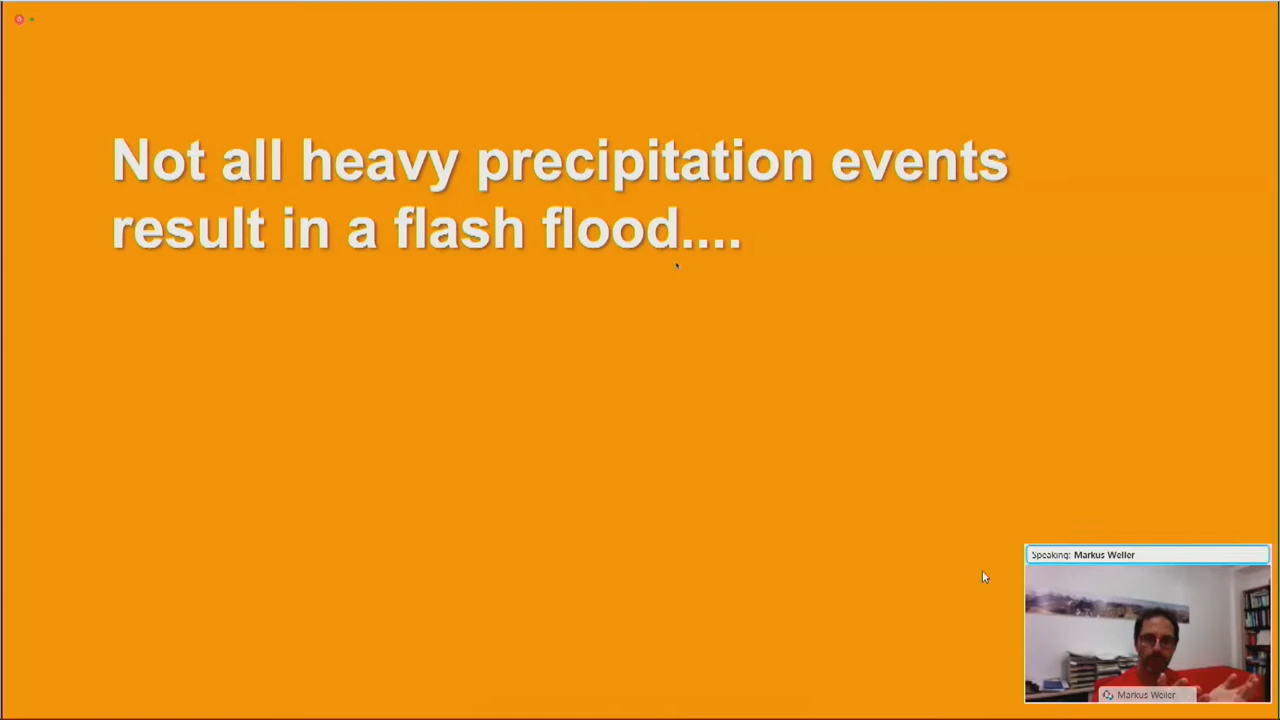 Not all heavy precipitation events
result in a flash flood....
Speaking: Markus Weiler
Markus Weiler